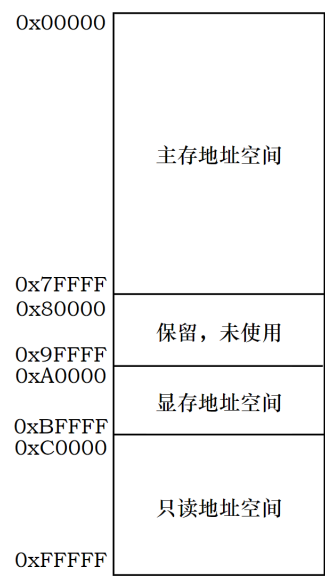 0x00000
主存地址空间
0x7FFFF
0x80000
保留，未使用
0x9FFFF
0xA0000
显存地址空间
0xBFFFF
0xC0000
只读地址空间
0xFFFFF